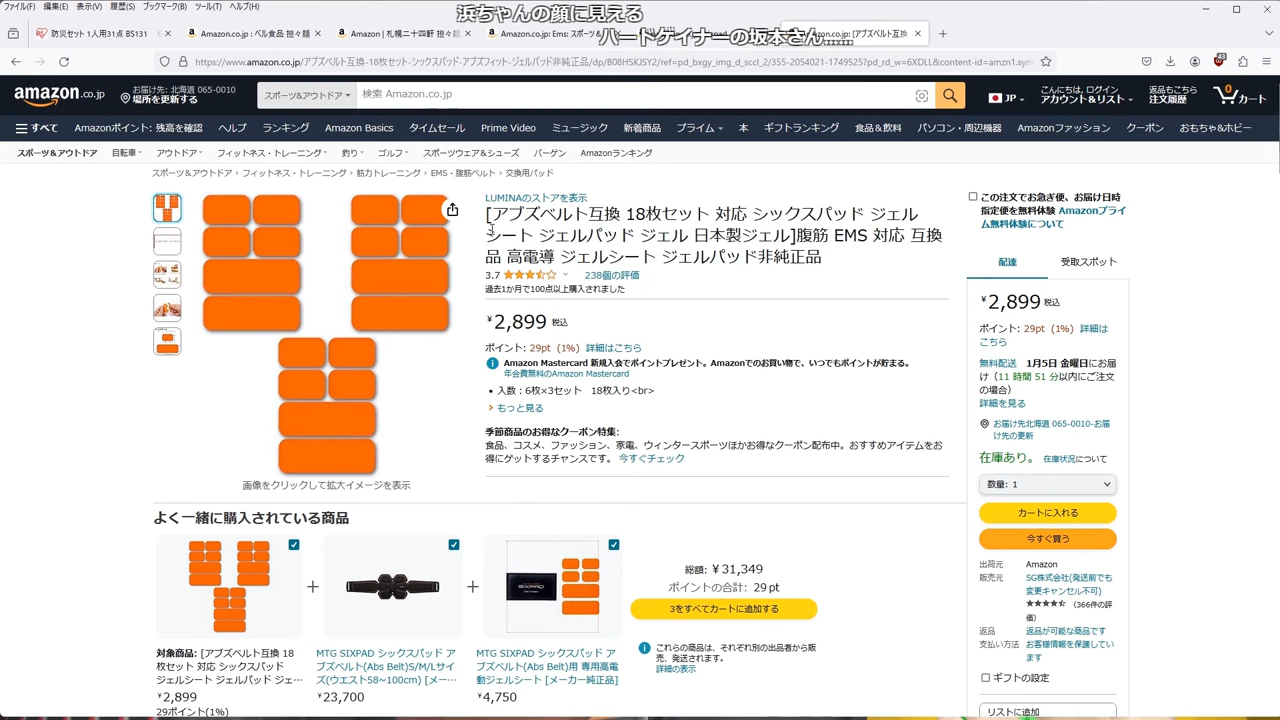 ファイル(F) 編集(E) 表示(V) 履歴(S) ブックマーク(B) ツール(T) ヘルプ(H)
浜ちゃんの顔に見える
ハートゲイナーの坂本さん……
防災セット 1人用31点 BS131
Amazon.co.jp : ベル食品 担々麺
Amazon | 札幌二十四軒 担々麺
Amazon.co.jp: Ems: スポーツ
.co.jp: [アブズベルト互換
https://www.amazon.co.jp/アブズベルト互換-18枚セット-シックスパッド-アブズフィット-ジェルパッド非純正品/dp/B08HSKJSY2/ref=pd_bxgy_img_d_sccl_2/355-2054021-1749525?pd_rd_w=6XDLL&content-id=amzn1.sym
amazon.co.jp
お届け先: 北海道 065-0010
場所を更新する
スポーツ&アウトドア
検索 Amazon.co.jp
JP
こんにちは, ログイン
アカウント&リスト
返品もこちら
注文履歴
0
カート
すべて Amazonポイント: 残高を確認 ヘルプ ランキング Amazon Basics タイムセール Prime Video ミュージック 新着商品 プライム 本 ギフトランキング 食品&飲料 パソコン・周辺機器 Amazonファッション クーポン おもちゃ&ホビー
スポーツ&アウトドア 自転車 アウトドア フィットネス・トレーニング 釣り ゴルフ スポーツウェア&シューズ バーゲン Amazonランキング
スポーツ&アウトドア › フィットネス・トレーニング › 筋力トレーニング › EMS・腹筋ベルト › 交換用パッド
LUMINAのストアを表示
[アブズベルト互換 18枚セット 対応 シックスパッド ジェル
シート ジェルパッド ジェル 日本製ジェル]腹筋 EMS 対応 互換
品 高電導 ジェルシート ジェルパッド非純正品
3.7 238個の評価
過去1か月で100点以上購入されました
¥2,899 税込
ポイント: 29pt (1%) 詳細はこちら
Amazon Mastercard 新規入会でポイントプレゼント。Amazonでのお買い物で、いつでもポイントが貯まる。
年会費無料のAmazon Mastercard
• 入数：6枚×3セット 18枚入り<br>
› もっと見る
季節商品のお得なクーポン特集:
食品、コスメ、ファッション、家電、ウィンタースポーツほかお得なクーポン配布中。おすすめアイテムをお
得にゲットするチャンスです。 今すぐチェック
画像をクリックして拡大イメージを表示
この注文でお急ぎ便、お届け日時
指定便を無料体験 Amazonプライ
ム無料体験について
配達 受取スポット
¥2,899 税込
ポイント: 29pt (1%) 詳細は
こちら
無料配送 1月5日 金曜日にお届
け（11 時間 51 分以内にご注文
の場合）
詳細を見る
お届け先北海道 065-0010-お届
け先の更新
在庫あり。 在庫状況について
数量: 1
カートに入れる
今すぐ買う
出荷元 Amazon
販売元 SG株式会(発送前でも
変更キャンセル不可)
(366件の評
価)
返品 返品が可能な商品です
支払い方法 お客様情報を保護してい
ます
ギフトの設定
リストに追加
よく一緒に購入されている商品
+
+
対象商品: [アブズベルト互換 18
枚セット 対応 シックスパッド
ジェルシート ジェルパッド ジェ…
¥2,899
29ポイント(1%)
SIXPAD
MTG SIXPAD シックスパッド ア
ブズベルト(Abs Belt)S/M/Lサイ
ズ(ウエスト58~100cm) [メー…
¥23,700
MTG SIXPAD シックスパッド ア
ブズベルト(Abs Belt)用 専用高電
動ジェルシート [メーカー純正品]
¥4,750
総額: ¥31,349
ポイントの合計: 29 pt
3をすべてカートに追加する
これらの商品は、それぞれ別の出品者から販
売、発送されます。
詳細の表示